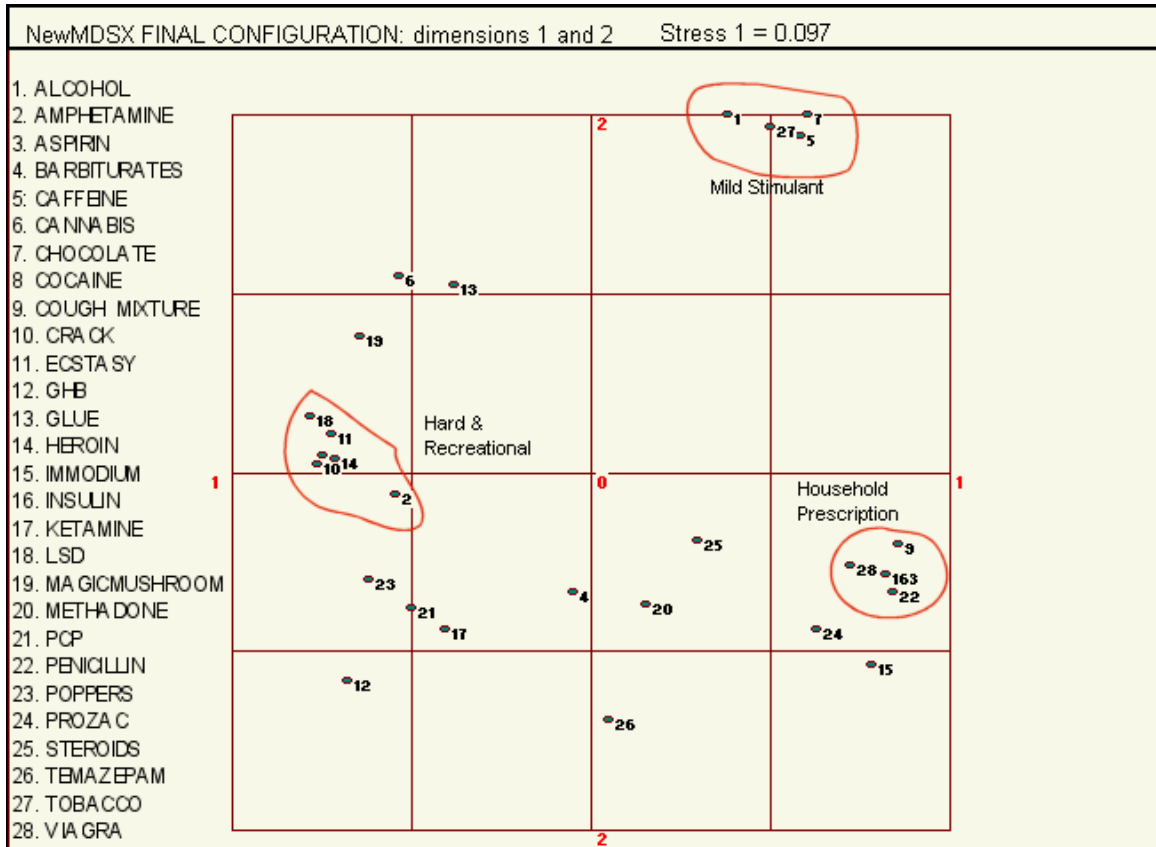 NewMDSX FINAL CONFIGURATION: dimensions 1 and 2 Stress 1 = 0.097
1. ALCOHOL
2. AMPHETAMINE
3. ASPIRIN
4. BARBITURATES
5: CAFFEINE
6. CANNABIS
7. CHOCOLATE
8 COCAINE
9. COUGH MIXTURE
10. CRACK
11. ECSTASY
12. GHB
13. GLUE
14. HEROIN
15. IMMODIUM
16. INSULIN
17. KETAMINE
18. LSD
19. MAGICMUSHROOM
20. METHADONE
21. PCP
22. PENICILLIN
23. POPPERS
24. PROZAC
25. STEROIDS
26. TEMAZEPAM
27. TOBACCO
28. VIAGRA
2
1
7
27
5
Mild Stimulant
6
13
19
18
11
14
10
2
Hard &
Recreational
1
0
1
Household
Prescription
9
28
163
22
25
23
4
20
21
17
24
15
12
26
2